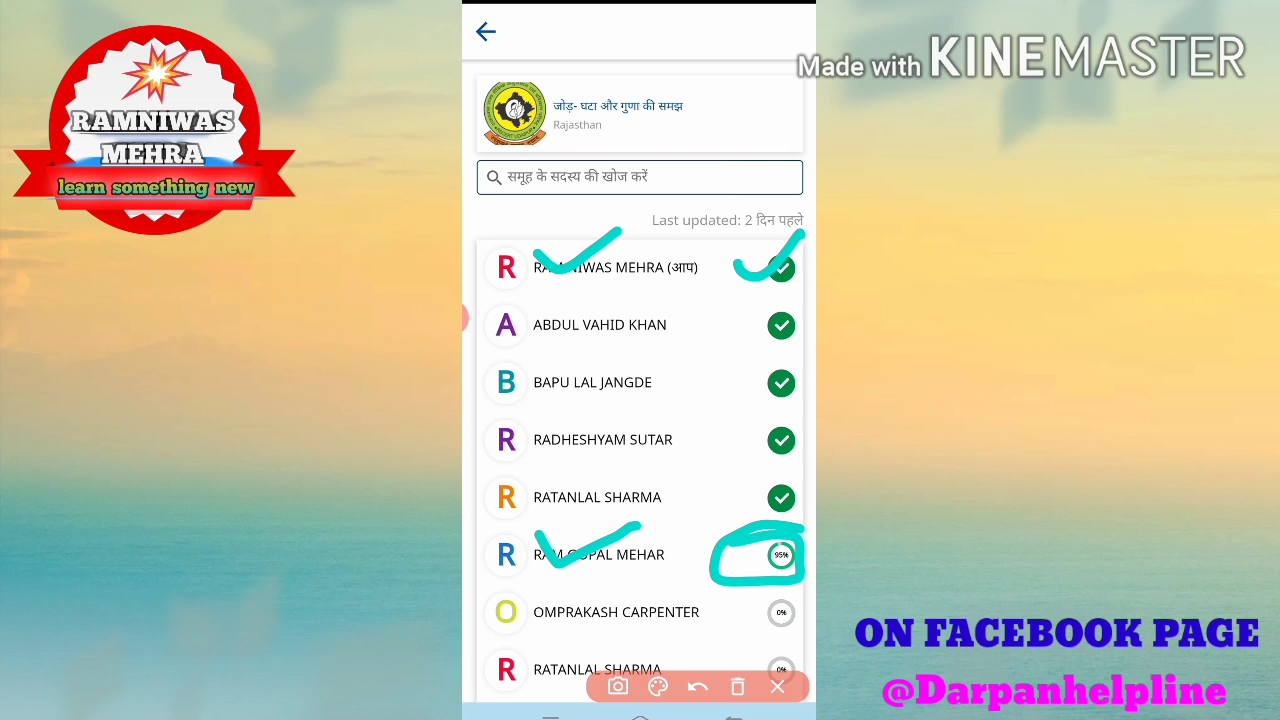 RAMNIWAS
MEHRA
learn something new
Made with KINEMASTER
जोड़- घटा और गुणा की समझ
Rajasthan
समूह के सदस्य की खोज करें
Last updated: 2 दिन पहले
R RAMNIWAS MEHRA (आप)
A ABDUL VAHID KHAN
B BAPU LAL JANGDE
R RADHESHYAM SUTAR
R RATANLAL SHARMA
R RAM GOPAL MEHAR 95%
O OMPRAKASH CARPENTER 0%
R RATANLAL SHARMA 0%
ON FACEBOOK PAGE
@Darpanhelpline